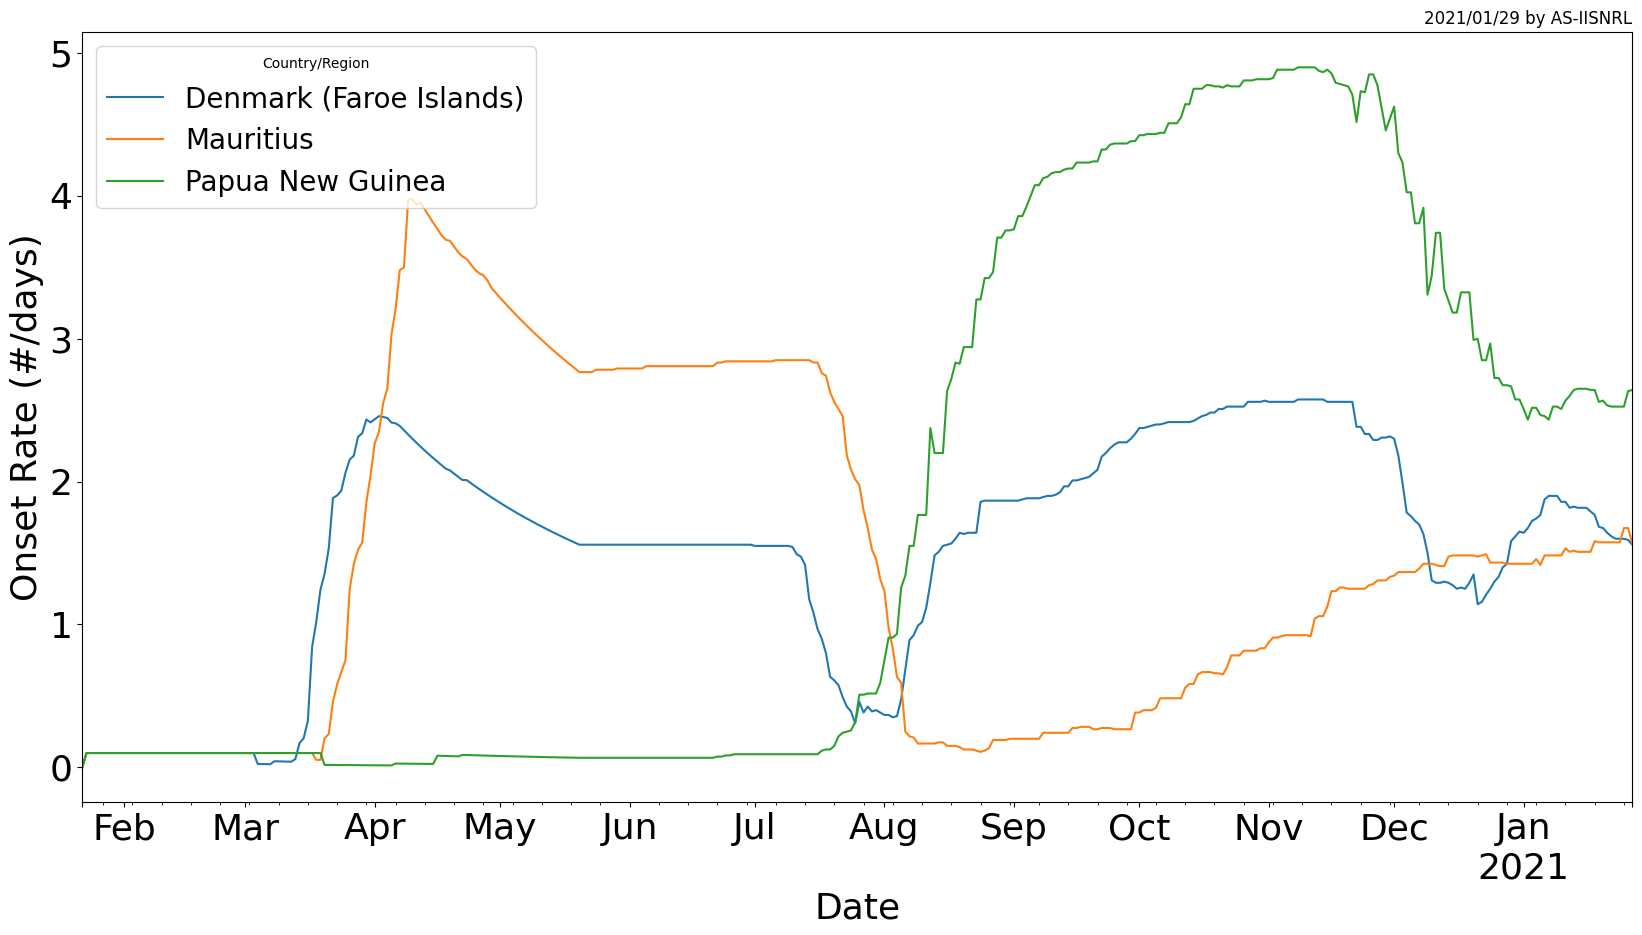 2021/01/29 by AS-IISNRL
Country/Region
Denmark (Faroe Islands)
Mauritius
Papua New Guinea
Onset Rate (#/days)
5
4
3
2
1
0
Feb Mar Apr May Jun Jul Aug Sep Oct Nov Dec Jan
2021
Date